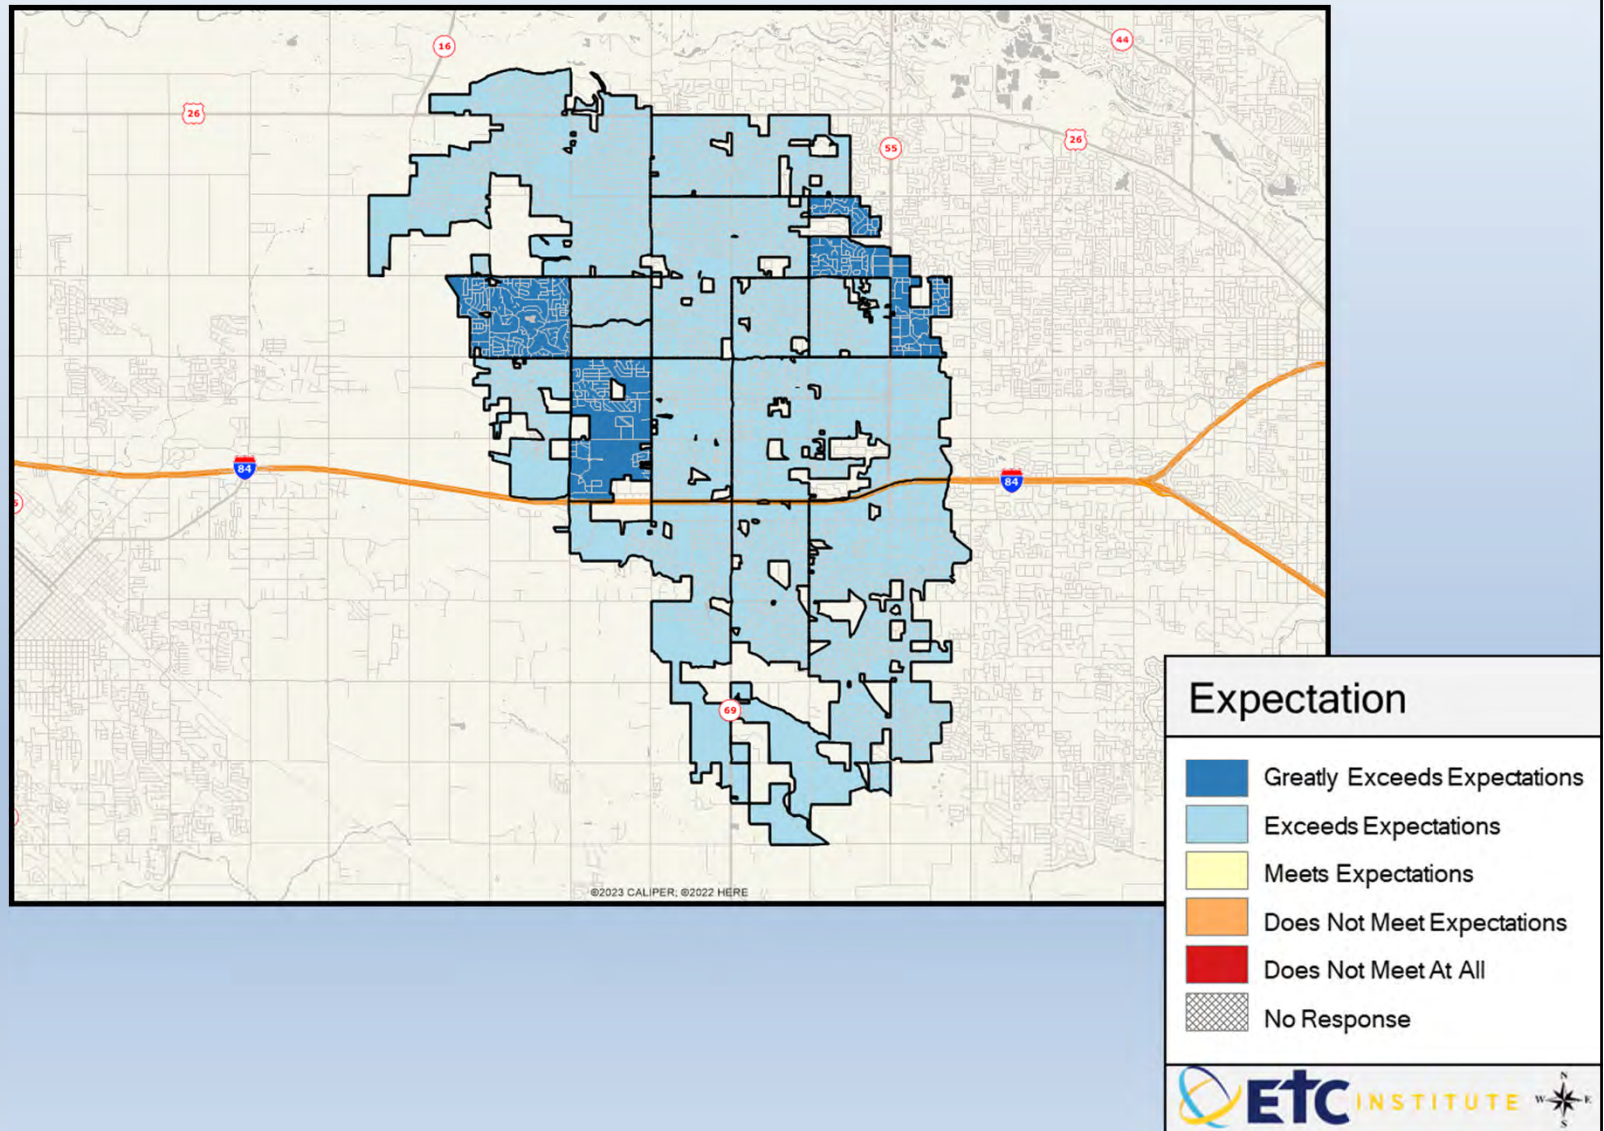 16
44
26
26
55
84
84
69
©2023 CALIPER; ©2022 HERE
Expectation
Greatly Exceeds Expectations
Exceeds Expectations
Meets Expectations
Does Not Meet Expectations
Does Not Meet At All
No Response
ETC INSTITUTE
N
W E
S